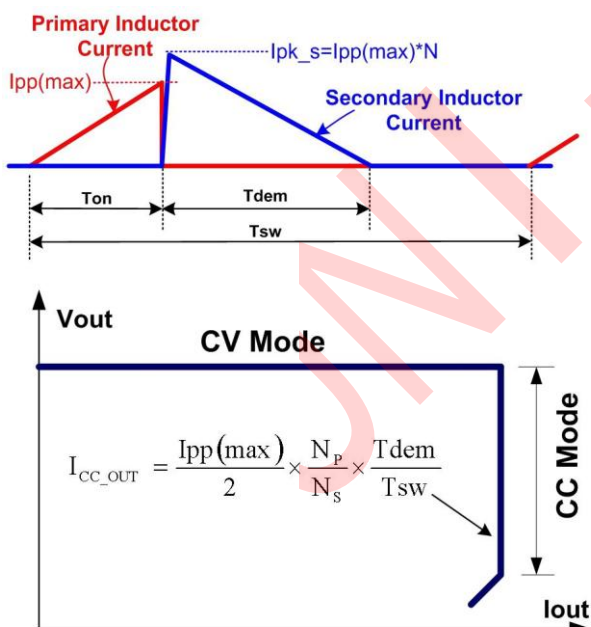 Primary Inductor
Current
Ipk_s=Ipp(max)*N
Ipp(max)
Secondary Inductor
Current
Ton
Tdem
Tsw
Vout
CV Mode
I_CC_OUT = Ipp(max)/2 × N_P/N_S × Tdem/Tsw
CC Mode
Iout